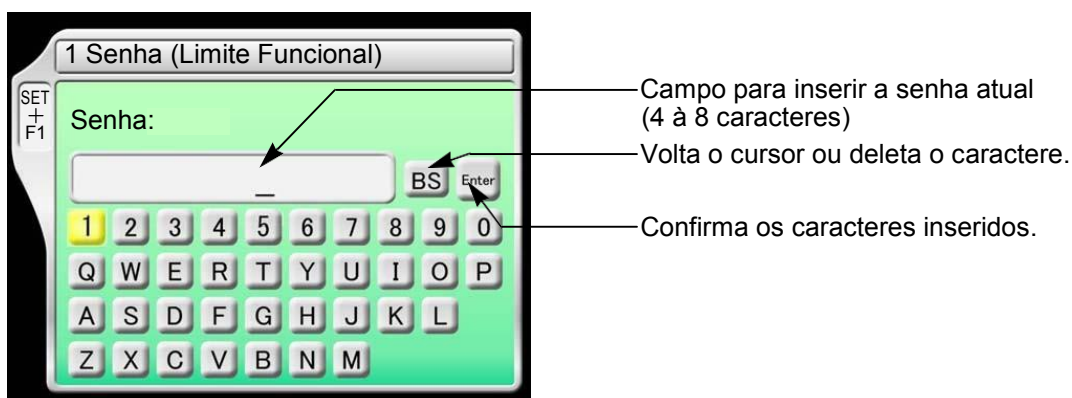 1 Senha (Limite Funcional)
SET
+
F1
Senha:
Campo para inserir a senha atual
(4 à 8 caracteres)
Volta o cursor ou deleta o caractere.
_
BS Enter
1 2 3 4 5 6 7 8 9 0
Confirma os caracteres inseridos.
Q W E R T Y U I O P
A S D F G H J K L
Z X C V B N M